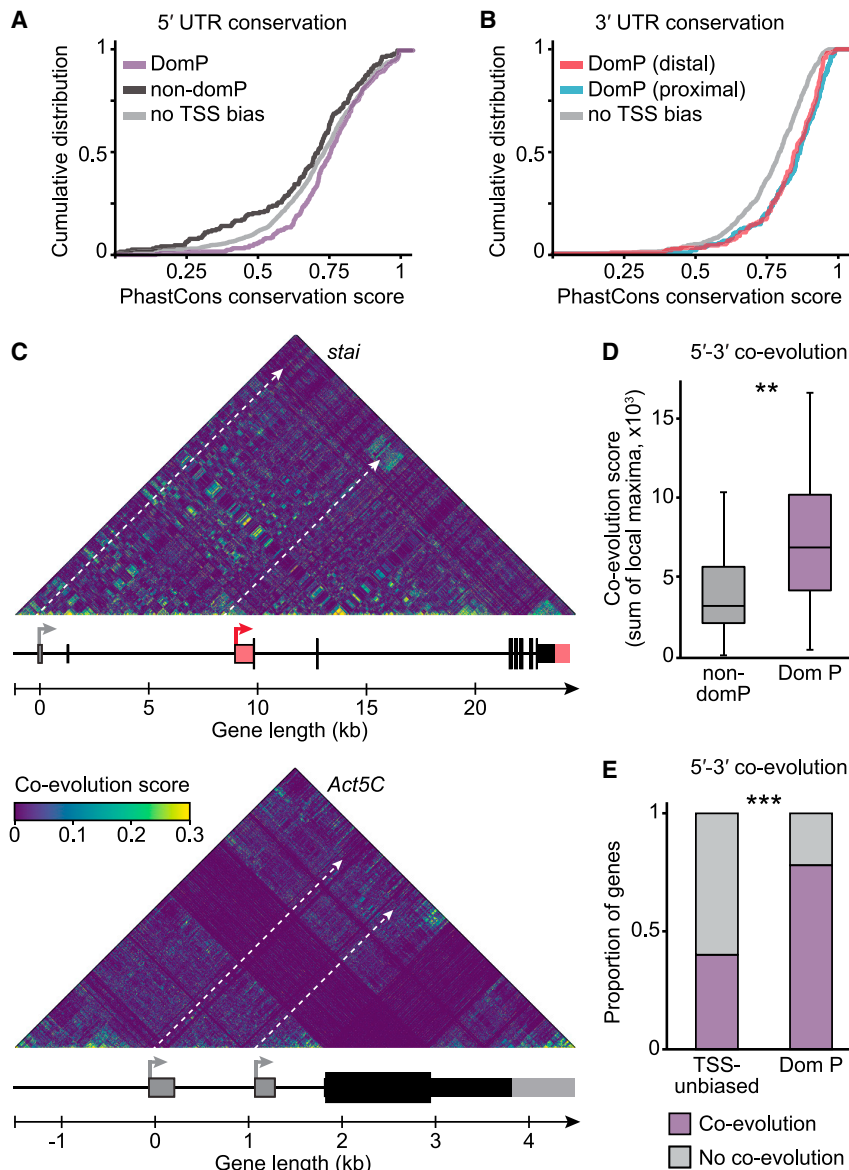 A
5′ UTR conservation
Cumulative distribution
1
0.5
0
DomP
non-domP
no TSS bias
0.25
0.5
0.75
1
PhastCons conservation score
B
3′ UTR conservation
Cumulative distribution
1
0.5
0
DomP (distal)
DomP (proximal)
no TSS bias
0.25
0.5
0.75
1
PhastCons conservation score
C
stai
0
5
10
15
20
Gene length (kb)
Co-evolution score
0
0.1
0.2
0.3
Act5C
-1
0
1
2
3
4
Gene length (kb)
D
5′-3′ co-evolution
**
Co-evolution score
(sum of local maxima, x10³)
15
10
5
0
non-
domP
Dom P
E
5′-3′ co-evolution
***
Proportion of genes
1
0.5
0
TSS-
unbiased
Dom P
Co-evolution
No co-evolution